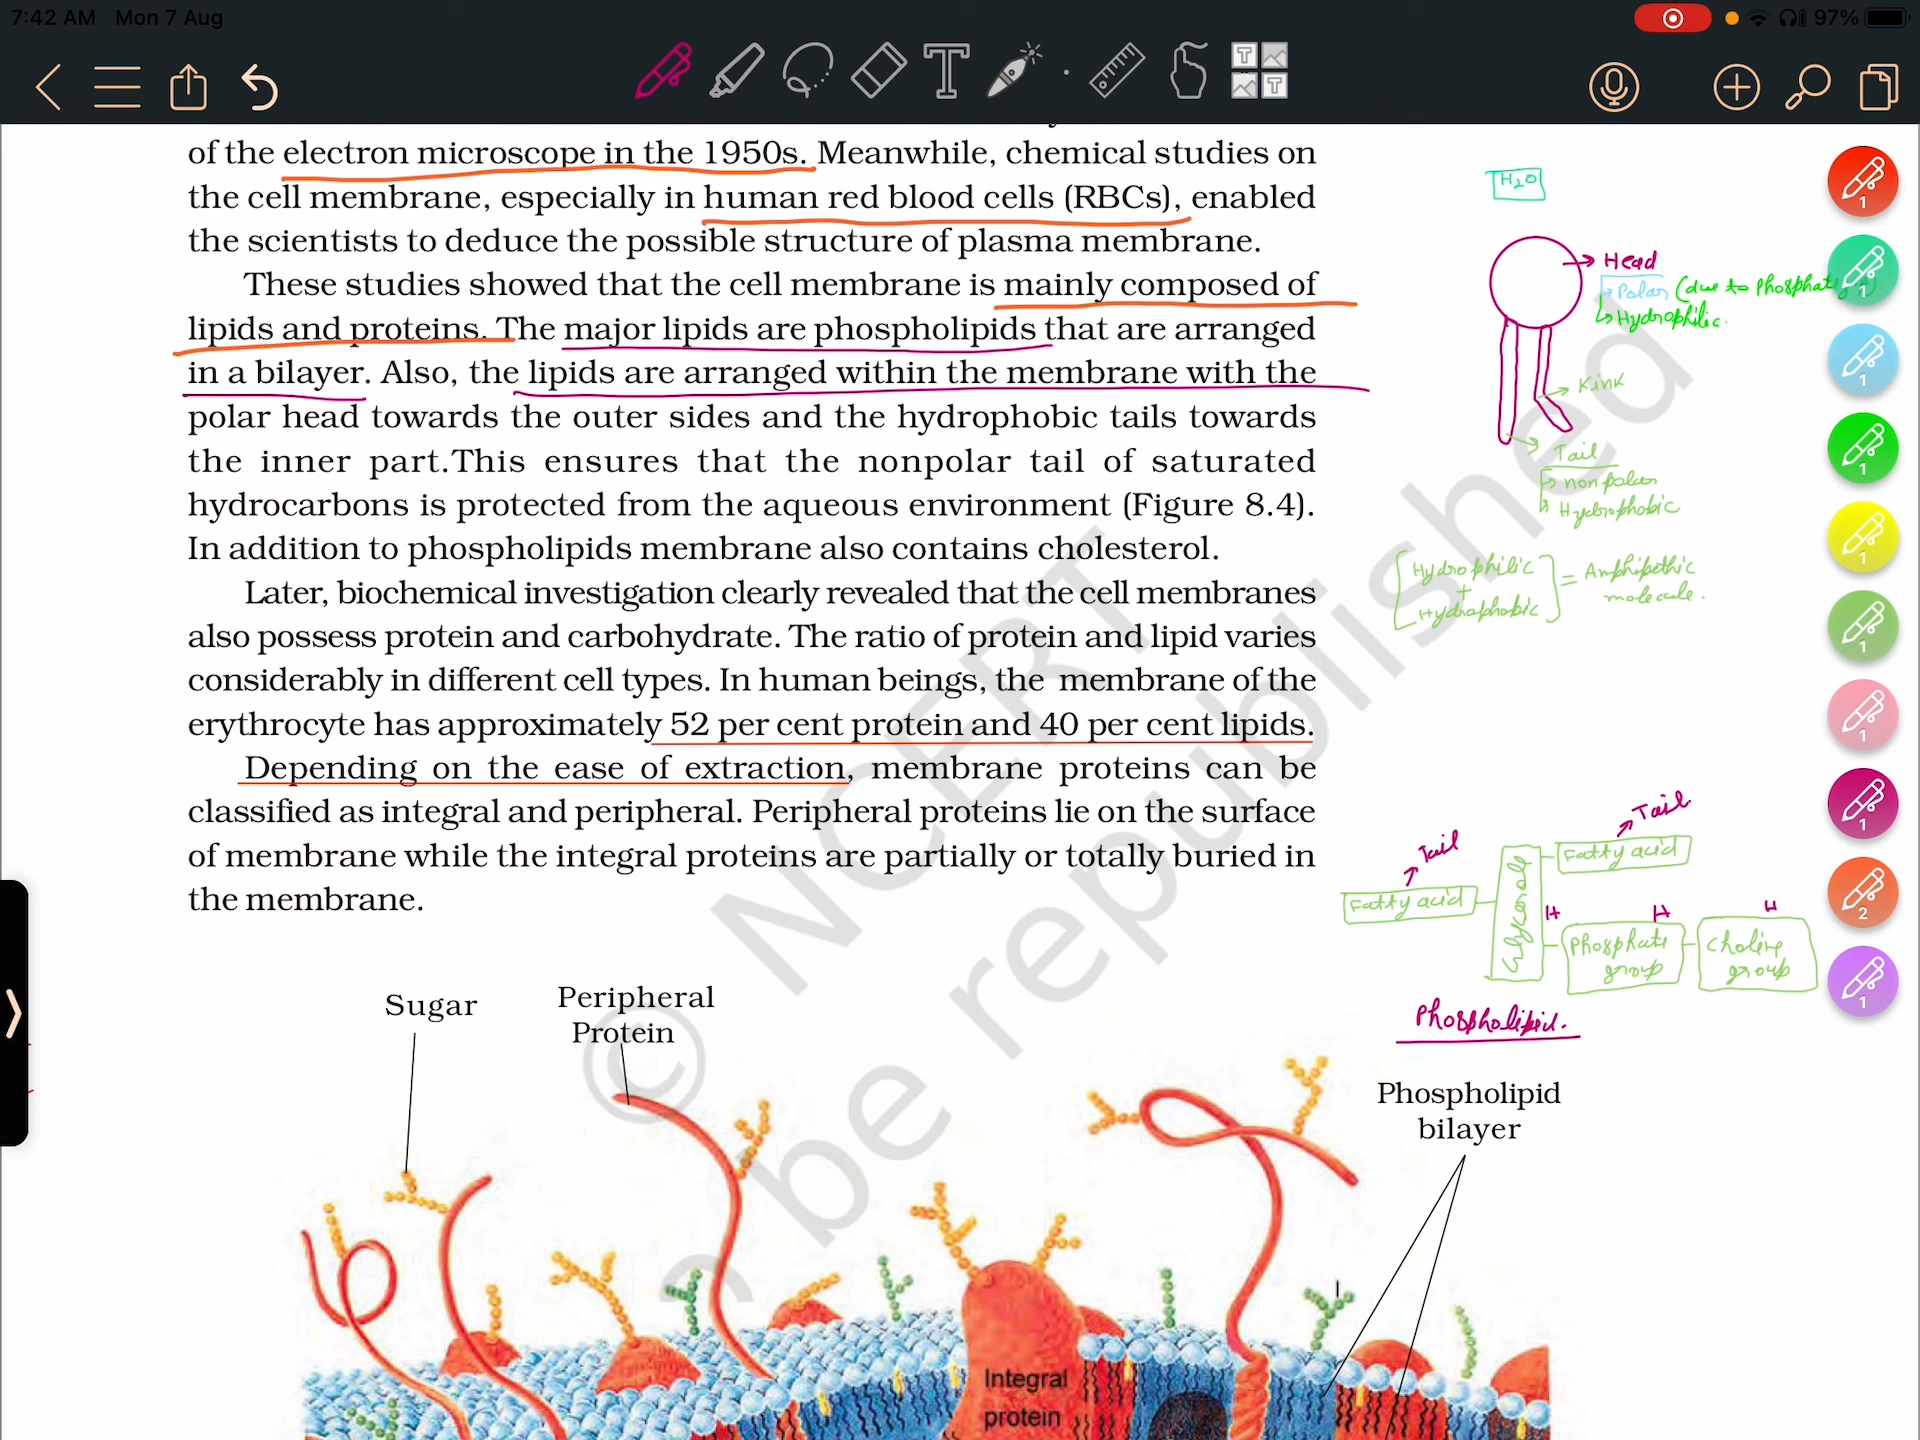 7:42 AM Mon 7 Aug
97%
of the electron microscope in the 1950s. Meanwhile, chemical studies on
the cell membrane, especially in human red blood cells (RBCs), enabled
the scientists to deduce the possible structure of plasma membrane.
These studies showed that the cell membrane is mainly composed of
lipids and proteins. The major lipids are phospholipids that are arranged
in a bilayer. Also, the lipids are arranged within the membrane with the
polar head towards the outer sides and the hydrophobic tails towards
the inner part.This ensures that the nonpolar tail of saturated
hydrocarbons is protected from the aqueous environment (Figure 8.4).
In addition to phospholipids membrane also contains cholesterol.
Later, biochemical investigation clearly revealed that the cell membranes
also possess protein and carbohydrate. The ratio of protein and lipid varies
considerably in different cell types. In human beings, the membrane of the
erythrocyte has approximately 52 per cent protein and 40 per cent lipids.
Depending on the ease of extraction, membrane proteins can be
classified as integral and peripheral. Peripheral proteins lie on the surface
of membrane while the integral proteins are partially or totally buried in
the membrane.
H2O
Head
Polar (due to Phosphate
Hydrophilic.
Kink
Tail
non polar
Hydrophobic
Hydrophilic
+
Hydrophobic
= Amphipathic
molecule.
Tail
Tail
Fatty acid
Fatty acid
Glycerole
H H H
Phosphate
group
Choline
group
Phospholipid.
Sugar
Peripheral
Protein
Phospholipid
bilayer
Integral
protein
© NCERT
be republished
1
1
1
1
1
1
1
1
2
1